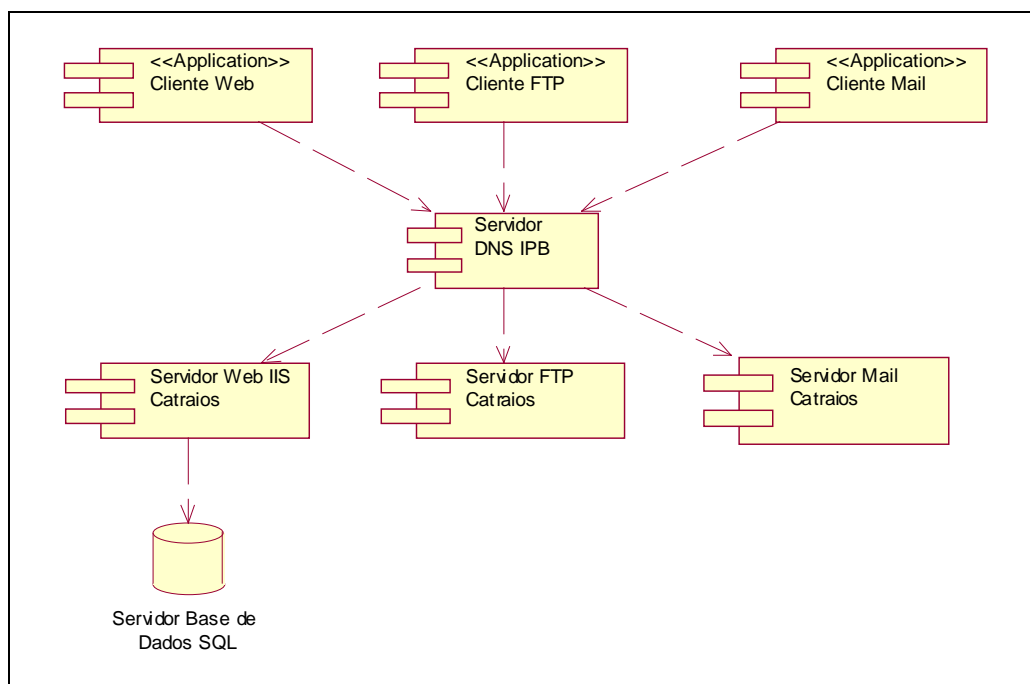 <<Application>>
Cliente Web
<<Application>>
Cliente FTP
<<Application>>
Cliente Mail
Servidor
DNS IPB
Servidor Web IIS
Catraios
Servidor FTP
Catraios
Servidor Mail
Catraios
Servidor Base de
Dados SQL